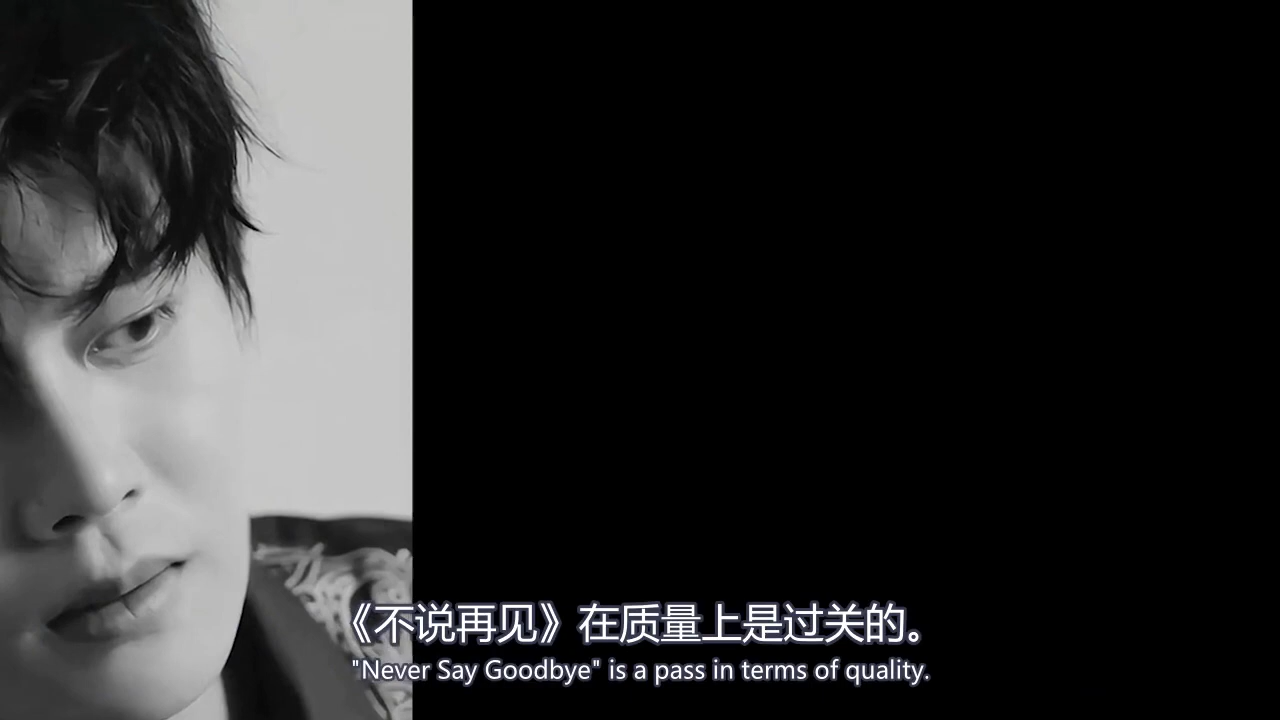 《不说再见》在质量上是过关的。
"Never Say Goodbye" is a pass in terms of quality.